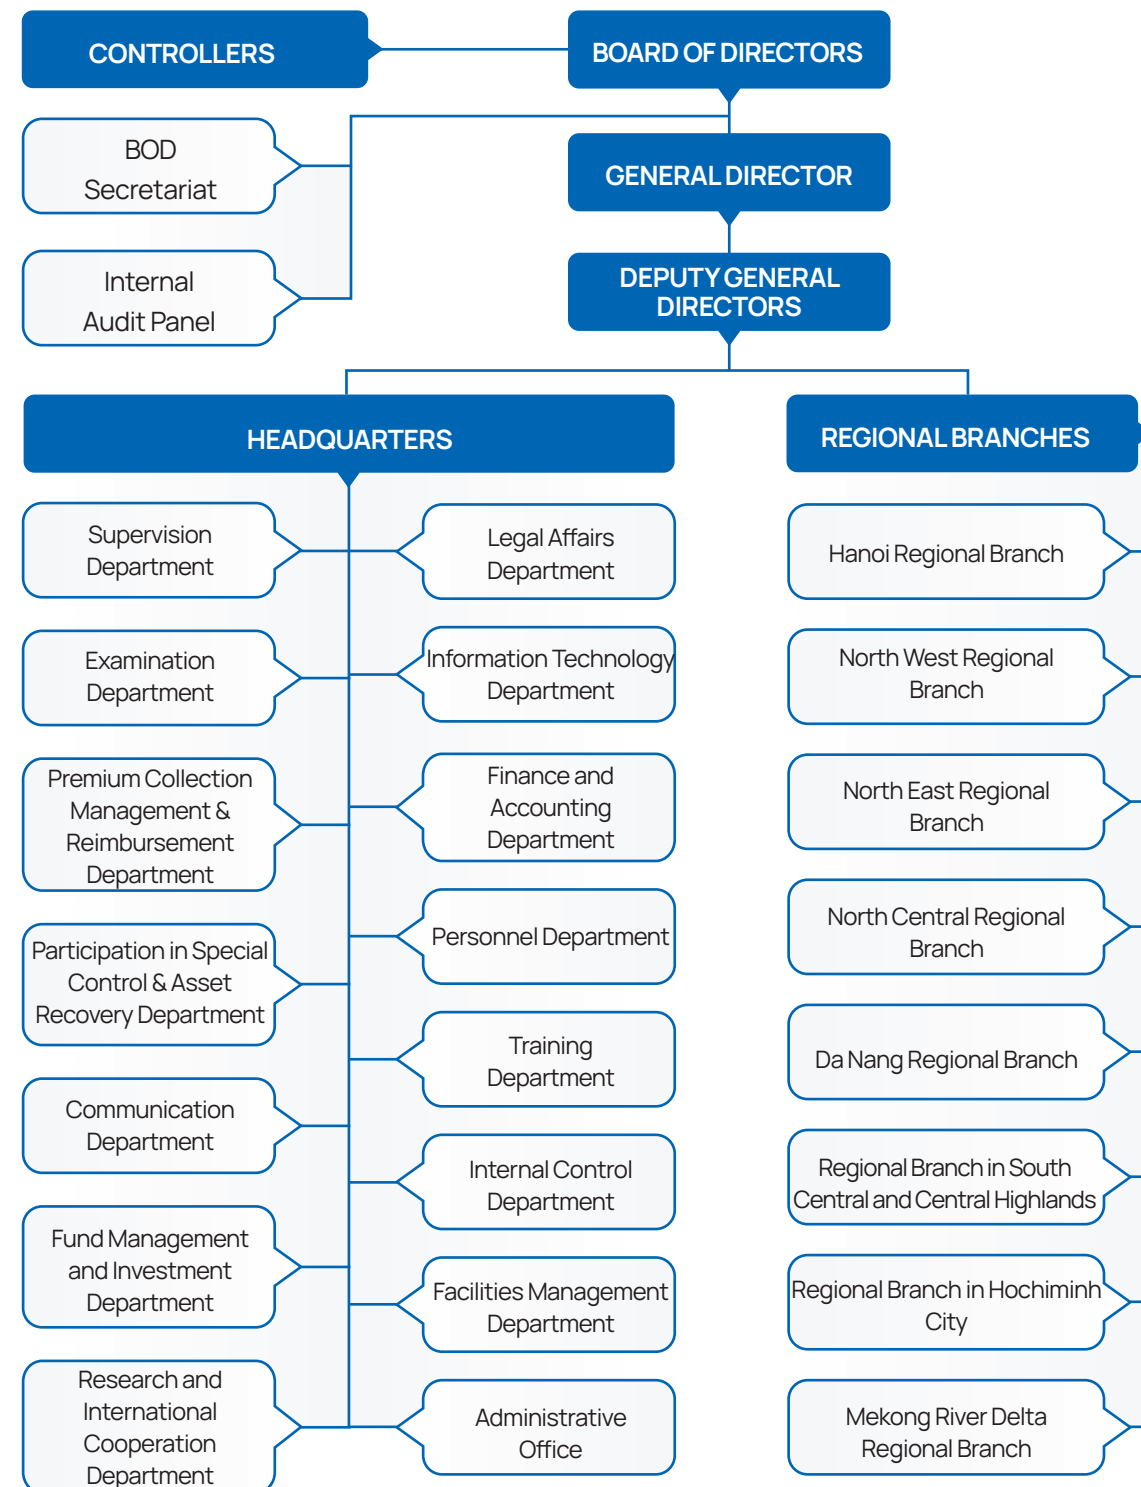 CONTROLLERS
BOARD OF DIRECTORS
BOD
Secretariat
GENERAL DIRECTOR
Internal
Audit Panel
DEPUTY GENERAL
DIRECTORS
HEADQUARTERS
Supervision
Department
Examination
Department
Premium Collection
Management &
Reimbursement
Department
Participation in Special
Control & Asset
Recovery Department
Communication
Department
Fund Management
and Investment
Department
Research and
International
Cooperation
Department
Legal Affairs
Department
Information Technology
Department
Finance and
Accounting
Department
Personnel Department
Training
Department
Internal Control
Department
Facilities Management
Department
Administrative
Office
REGIONAL BRANCHES
Hanoi Regional Branch
North West Regional
Branch
North East Regional
Branch
North Central Regional
Branch
Da Nang Regional Branch
Regional Branch in South
Central and Central Highlands
Regional Branch in Hochiminh
City
Mekong River Delta
Regional Branch